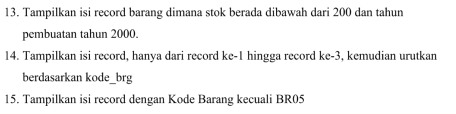 13. Tampilkan isi record barang dimana stok berada dibawah dari 200 dan tahun
pembuatan tahun 2000.
14. Tampilkan isi record, hanya dari record ke-1 hingga record ke-3, kemudian urutkan
berdasarkan kode_brg
15. Tampilkan isi record dengan Kode Barang kecuali BR05